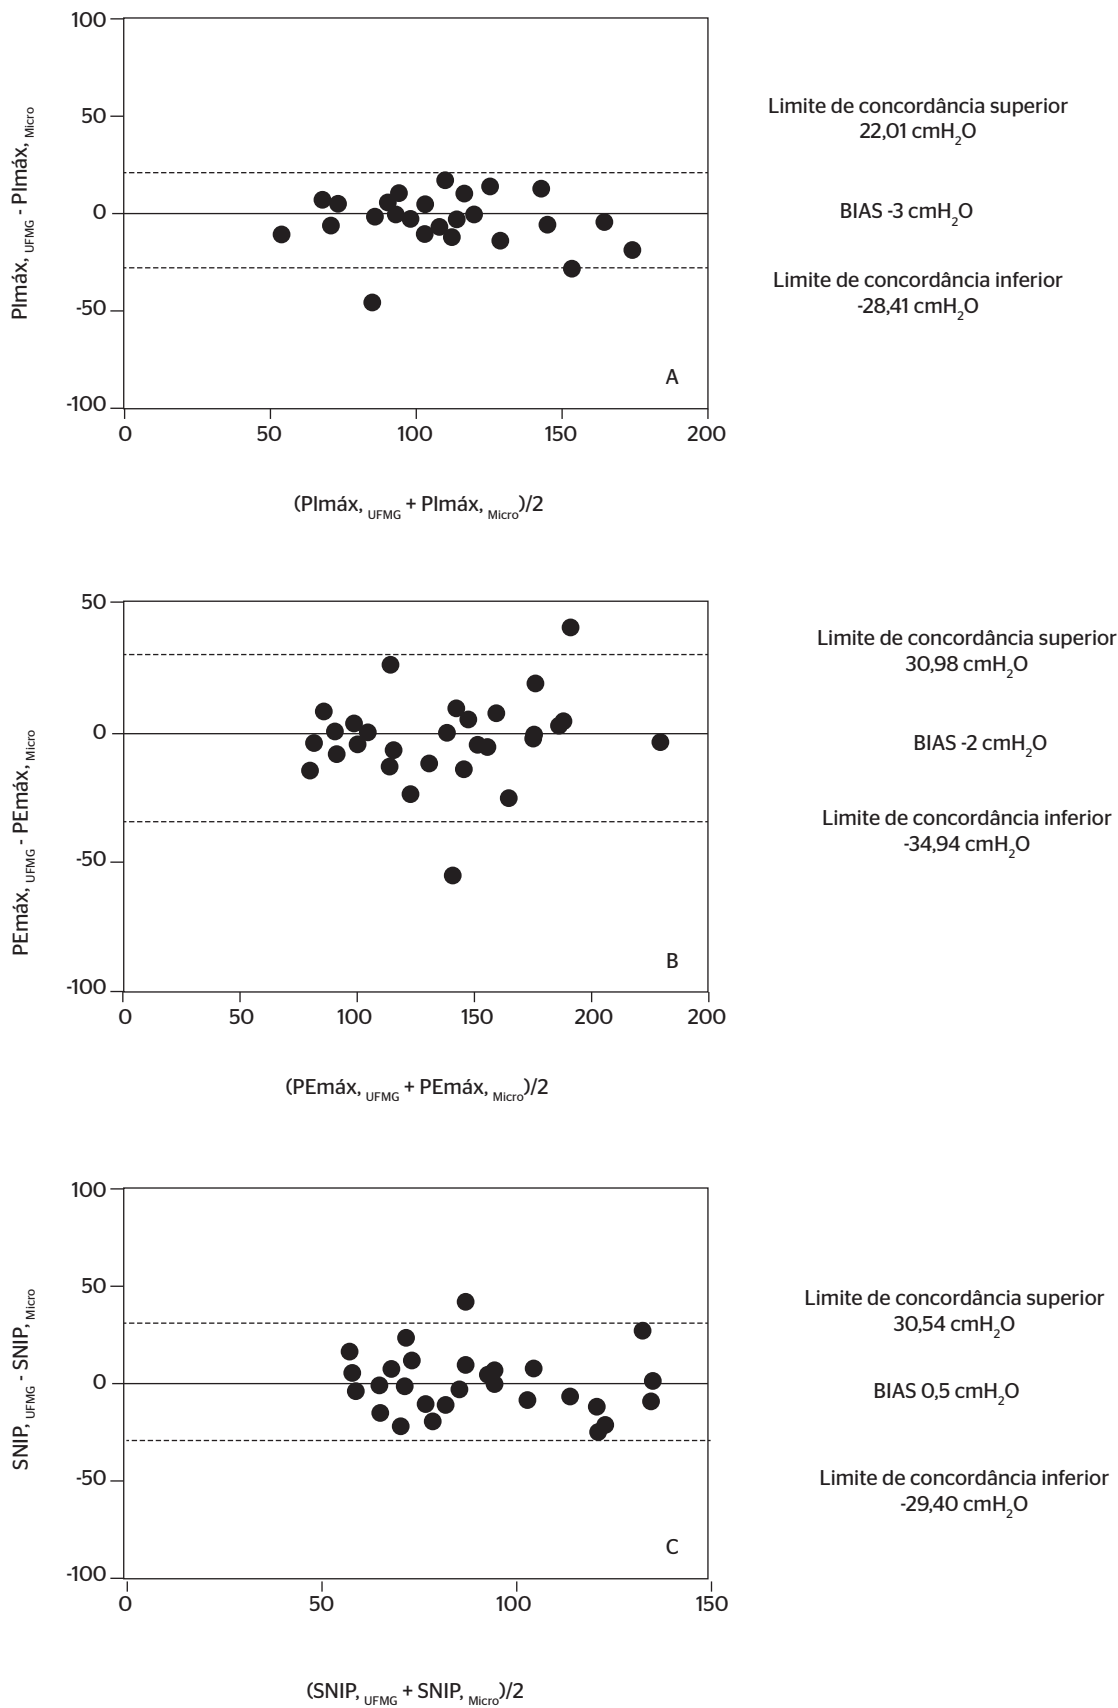 100
50
0
-50
-100
PImáx, UFMG - PImáx, Micro
0 50 100 150 200
(PImáx, UFMG + PImáx, Micro)/2
A
Limite de concordância superior
22,01 cmH2O
BIAS -3 cmH2O
Limite de concordância inferior
-28,41 cmH2O
50
0
-50
-100
PEmáx, UFMG - PEmáx, Micro
0 50 100 150 200 200
(PEmáx, UFMG + PEmáx, Micro)/2
B
Limite de concordância superior
30,98 cmH2O
BIAS -2 cmH2O
Limite de concordância inferior
-34,94 cmH2O
100
50
0
-50
-100
SNIP, UFMG - SNIP, Micro
0 50 100 150
(SNIP, UFMG + SNIP, Micro)/2
C
Limite de concordância superior
30,54 cmH2O
BIAS 0,5 cmH2O
Limite de concordância inferior
-29,40 cmH2O